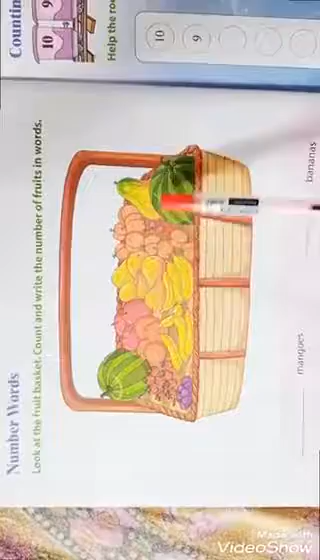 Countin
10 9
Help the ro
10 9
Number Words
Look at the fruit basket. Count and write the number of fruits in words.
mangoes
bananas
Made with
VideoShow